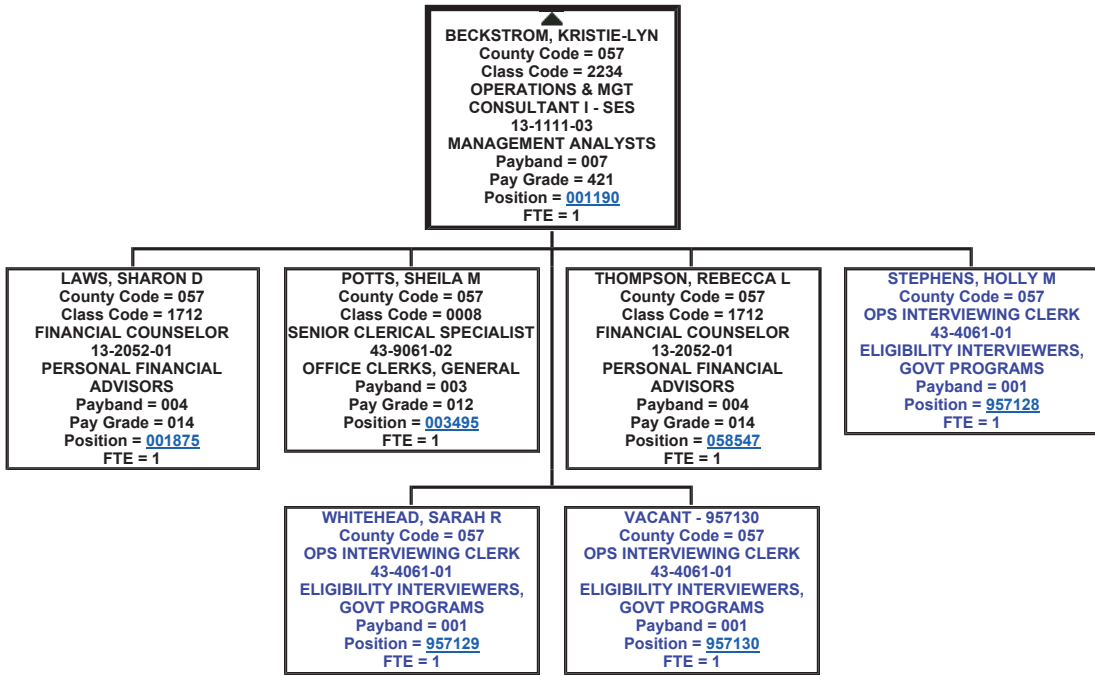 BECKSTROM, KRISTIE-LYN
County Code = 057
Class Code = 2234
OPERATIONS & MGT
CONSULTANT I - SES
13-1111-03
MANAGEMENT ANALYSTS
Payband = 007
Pay Grade = 421
Position = 001190
FTE = 1
LAWS, SHARON D
County Code = 057
Class Code = 1712
FINANCIAL COUNSELOR
13-2052-01
PERSONAL FINANCIAL
ADVISORS
Payband = 004
Pay Grade = 014
Position = 001875
FTE = 1
POTTS, SHEILA M
County Code = 057
Class Code = 0008
SENIOR CLERICAL SPECIALIST
43-9061-02
OFFICE CLERKS, GENERAL
Payband = 003
Pay Grade = 012
Position = 003495
FTE = 1
THOMPSON, REBECCA L
County Code = 057
Class Code = 1712
FINANCIAL COUNSELOR
13-2052-01
PERSONAL FINANCIAL
ADVISORS
Payband = 004
Pay Grade = 014
Position = 058547
FTE = 1
STEPHENS, HOLLY M
County Code = 057
OPS INTERVIEWING CLERK
43-4061-01
ELIGIBILITY INTERVIEWERS,
GOVT PROGRAMS
Payband = 001
Position = 957128
FTE = 1
WHITEHEAD, SARAH R
County Code = 057
OPS INTERVIEWING CLERK
43-4061-01
ELIGIBILITY INTERVIEWERS,
GOVT PROGRAMS
Payband = 001
Position = 957129
FTE = 1
VACANT - 957130
County Code = 057
OPS INTERVIEWING CLERK
43-4061-01
ELIGIBILITY INTERVIEWERS,
GOVT PROGRAMS
Payband = 001
Position = 957130
FTE = 1